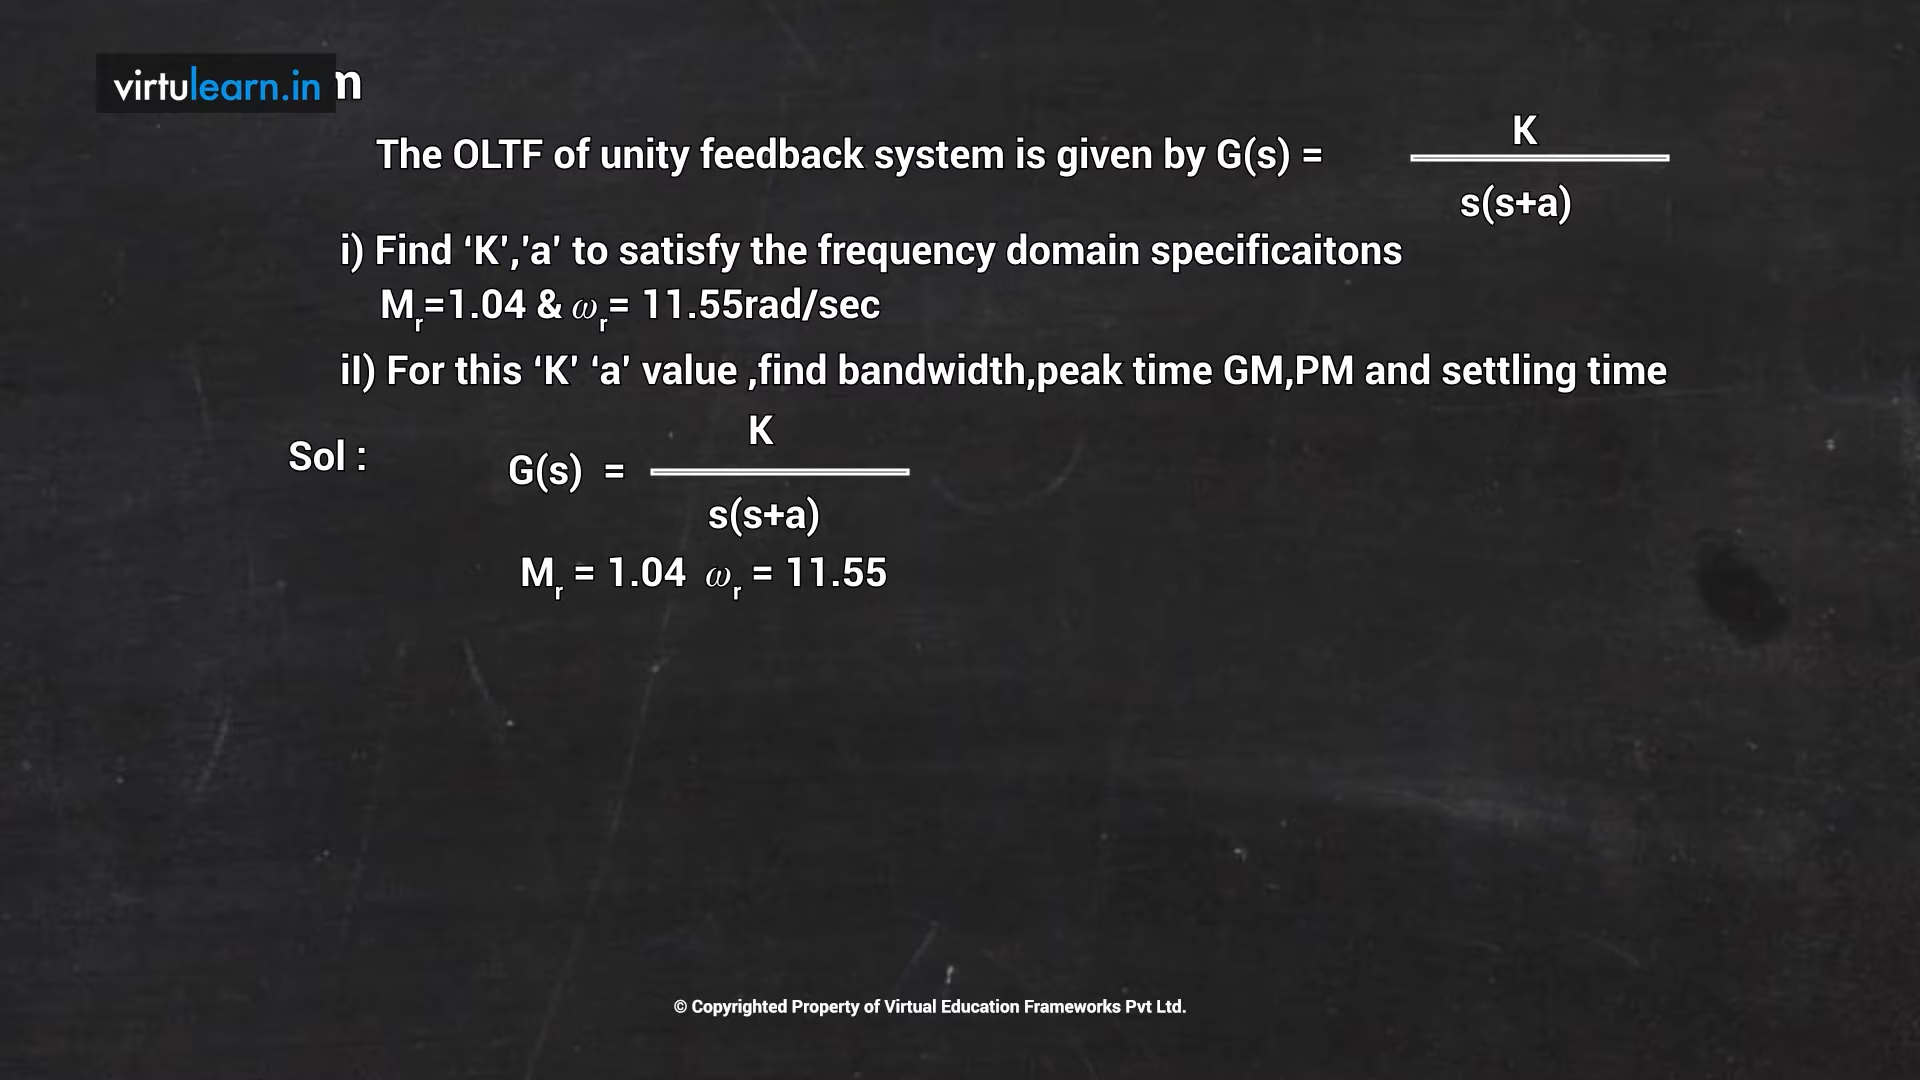 virtulearn.in m
K
The OLTF of unity feedback system is given by G(s) =
s(s+a)
i) Find ‘K’,’a’ to satisfy the frequency domain specificaitons
Mr=1.04 & ωr= 11.55rad/sec
iI) For this ‘K’ ‘a’ value ,find bandwidth,peak time GM,PM and settling time
K
Sol : G(s) =
s(s+a)
Mr = 1.04 ωr = 11.55
© Copyrighted Property of Virtual Education Frameworks Pvt Ltd.